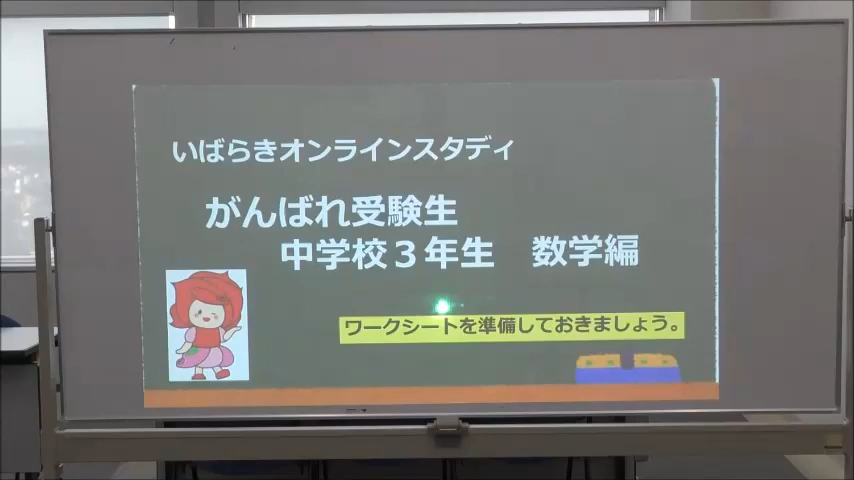 いばらきオンラインスタディ
がんばれ受験生
中学校３年生　数学編
ワークシートを準備しておきましょう。